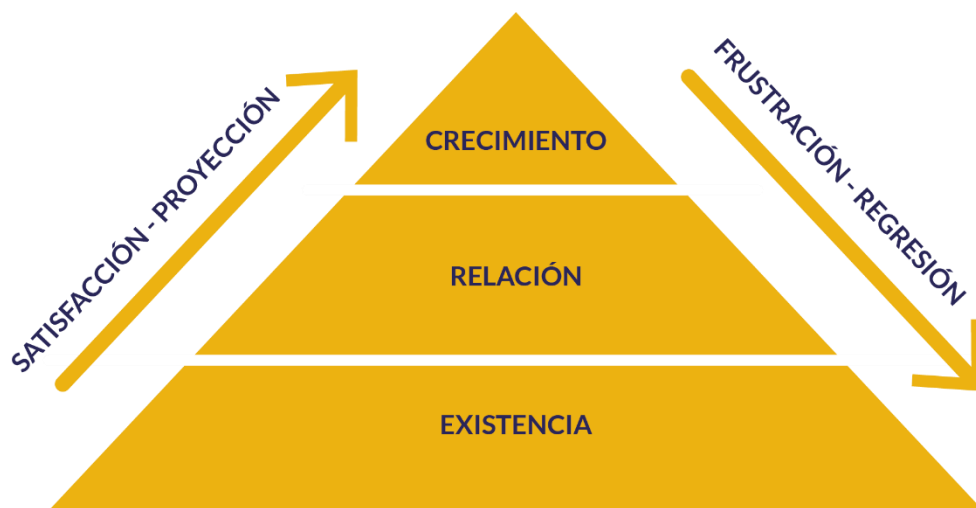 SATISFACCIÓN - PROYECCIÓN
FRUSTRACIÓN - REGRESIÓN
CRECIMIENTO
RELACIÓN
EXISTENCIA